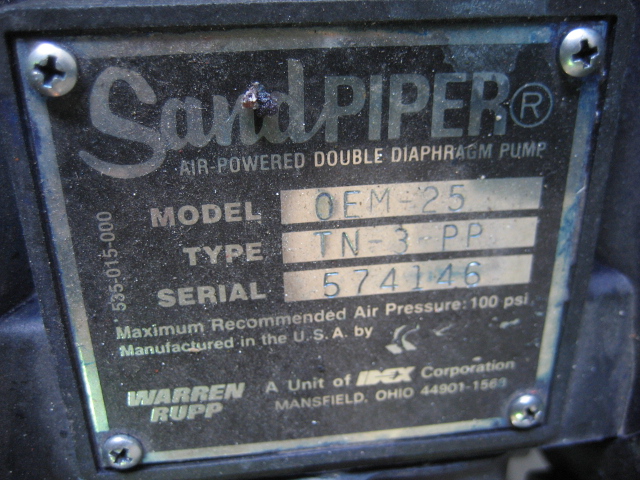 SandPIPER®
AIR-POWERED DOUBLE DIAPHRAGM PUMP
MODEL OEM-25
TYPE TN-3-PP
SERIAL 574146
535-015-000
Maximum Recommended Air Pressure: 100 psi
Manufactured in the U.S.A. by
WARREN RUPP
A Unit of IDEX Corporation
MANSFIELD, OHIO 44901-1568